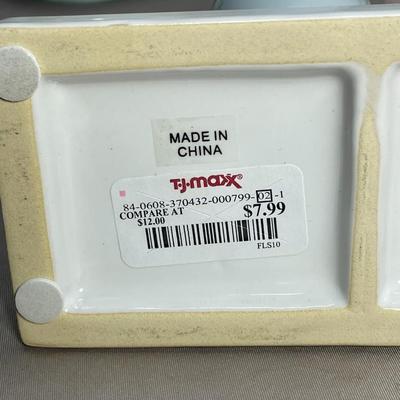 MADE IN
CHINA
T·J·maxx®
84-0608-370432-000799-02-1
COMPARE AT $7.99
$12.00
FLS10